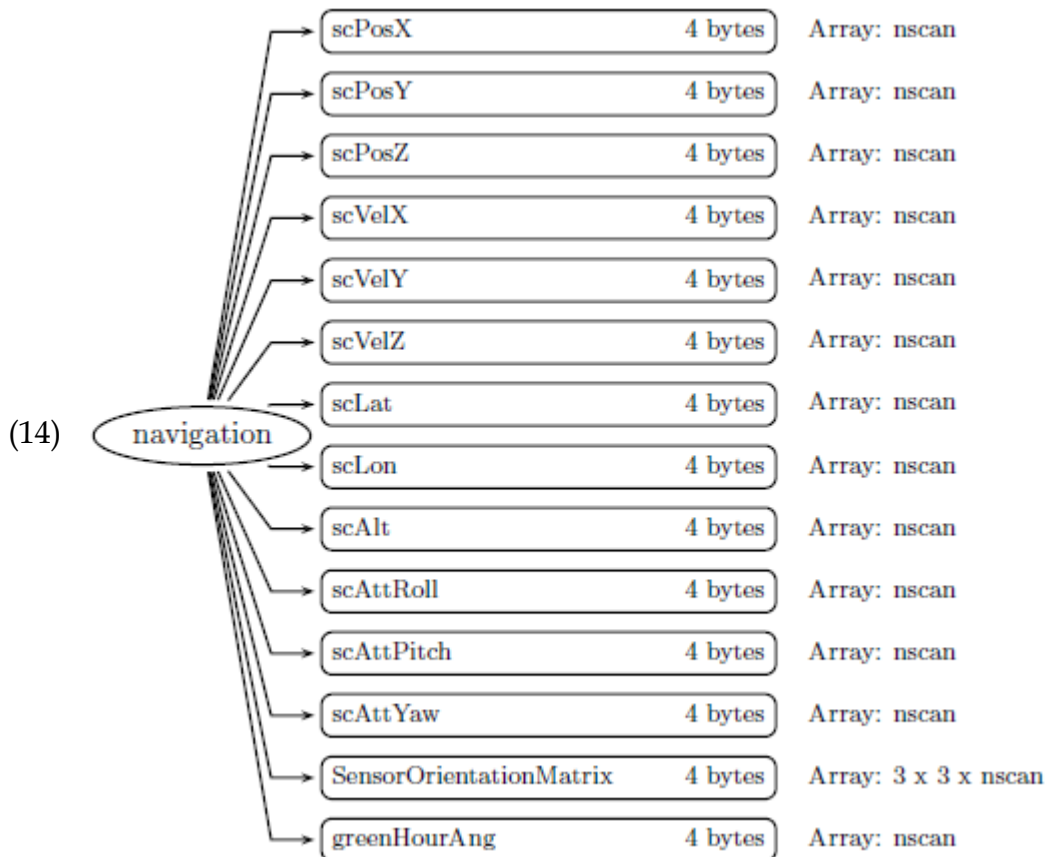 scPosX 4 bytes Array: nscan
scPosY 4 bytes Array: nscan
scPosZ 4 bytes Array: nscan
scVelX 4 bytes Array: nscan
scVelY 4 bytes Array: nscan
scVelZ 4 bytes Array: nscan
scLat 4 bytes Array: nscan
(14) navigation
scLon 4 bytes Array: nscan
scAlt 4 bytes Array: nscan
scAttRoll 4 bytes Array: nscan
scAttPitch 4 bytes Array: nscan
scAttYaw 4 bytes Array: nscan
SensorOrientationMatrix 4 bytes Array: 3 x 3 x nscan
greenHourAng 4 bytes Array: nscan